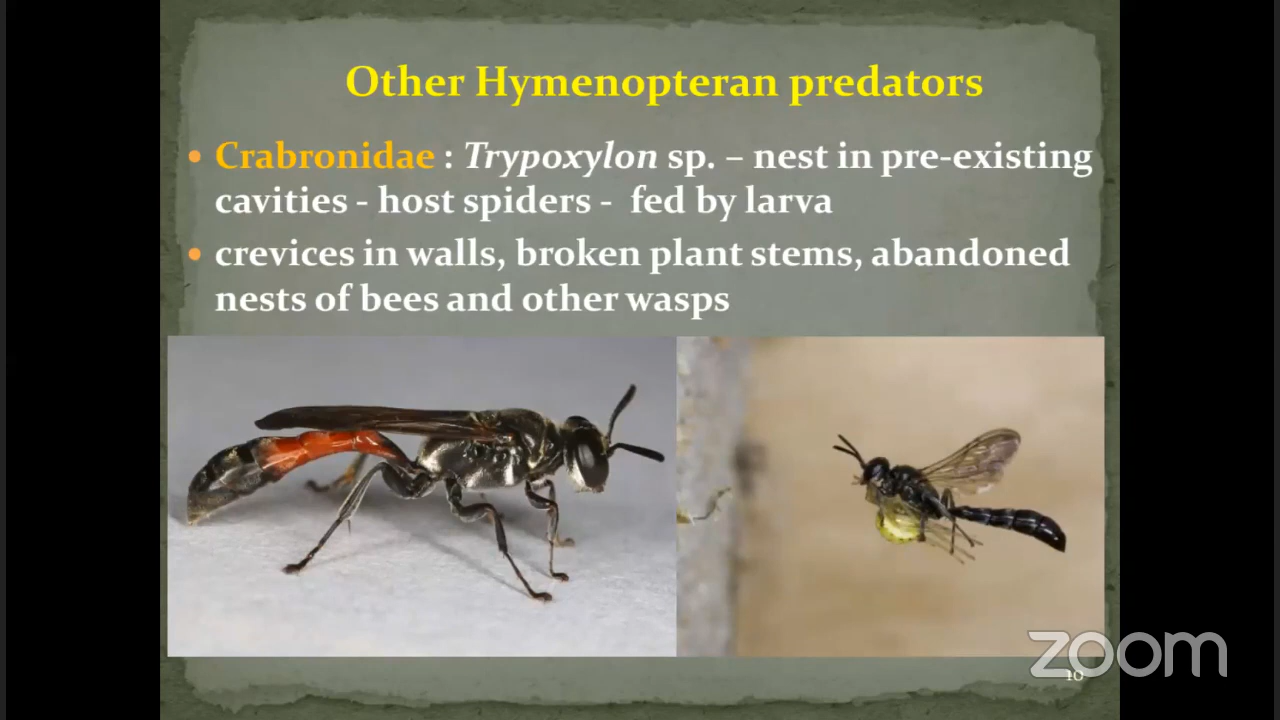 Other Hymenopteran predators
• Crabronidae : Trypoxylon sp. – nest in pre-existing
cavities - host spiders - fed by larva
• crevices in walls, broken plant stems, abandoned
nests of bees and other wasps
zoom
10